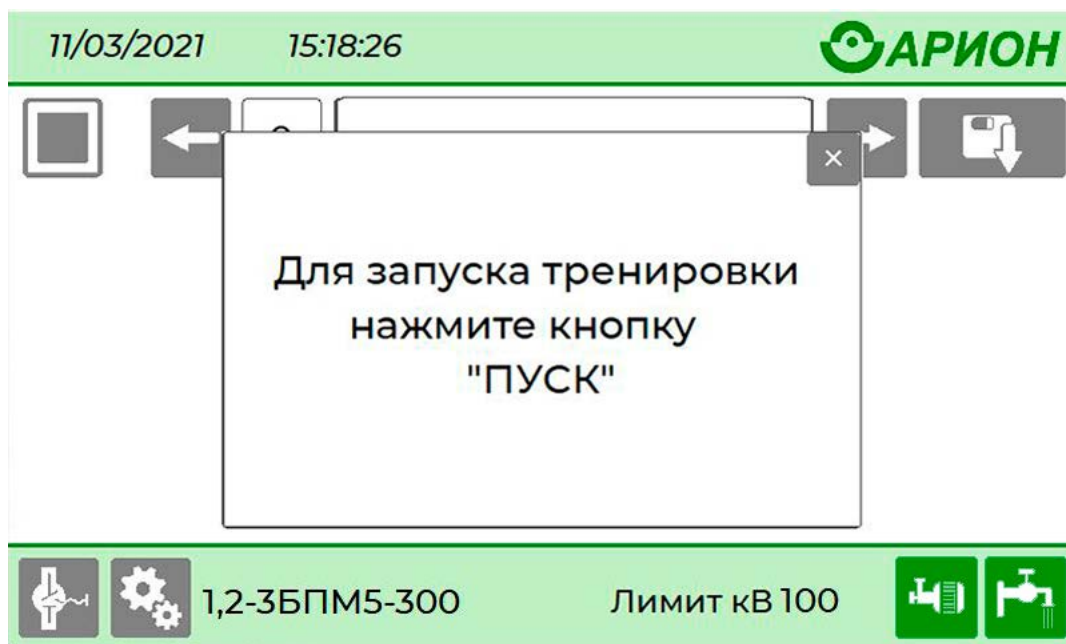 11/03/2021 15:18:26 АРИОН
×
Для запуска тренировки
нажмите кнопку
"ПУСК"
1,2-3БПМ5-300 Лимит кВ 100